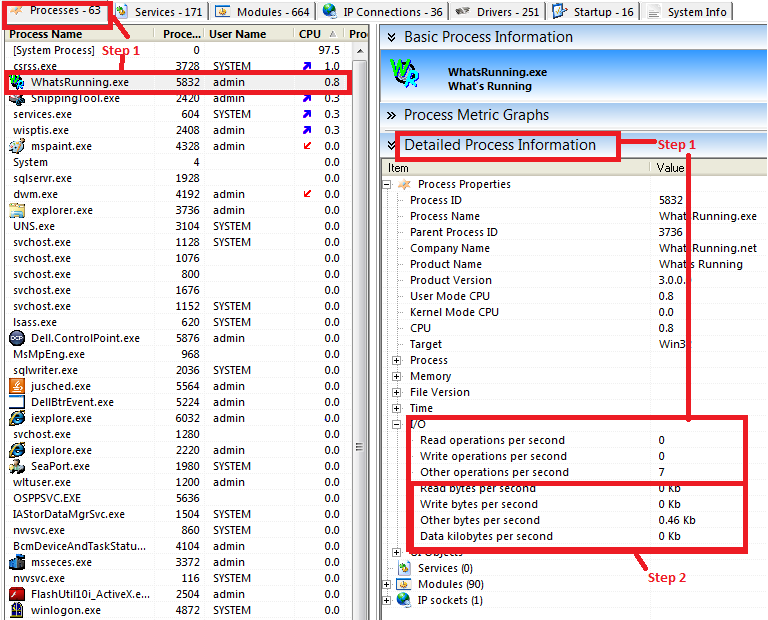 Processes - 63
Services - 171
Modules - 664
IP Connections - 36
Drivers - 251
Startup - 16
System Info
Process Name Proce... User Name CPU Pro
[System Process] 0 97.5
Step 1
csrss.exe 3728 SYSTEM 1.0
WhatsRunning.exe 5832 admin 0.8
SnippingTool.exe 2420 admin 0.3
services.exe 604 SYSTEM 0.3
wisptis.exe 2408 admin 0.3
mspaint.exe 4328 admin 0.0
System 4 0.0
sqlservr.exe 1928 0.0
dwm.exe 4192 admin 0.0
explorer.exe 3736 admin 0.0
UNS.exe 3104 SYSTEM 0.0
svchost.exe 1128 SYSTEM 0.0
svchost.exe 1076 0.0
svchost.exe 800 0.0
svchost.exe 1676 0.0
svchost.exe 1152 SYSTEM 0.0
lsass.exe 620 SYSTEM 0.0
Dell.ControlPoint.exe 5876 admin 0.0
MsMpEng.exe 968 0.0
sqlwriter.exe 2036 SYSTEM 0.0
jusched.exe 5564 admin 0.0
DellBtrEvent.exe 5224 admin 0.0
iexplore.exe 6032 admin 0.0
svchost.exe 1280 0.0
iexplore.exe 2220 admin 0.0
SeaPort.exe 1980 SYSTEM 0.0
wltuser.exe 1200 admin 0.0
OSPPSVC.EXE 5636 0.0
IAStorDataMgrSvc.exe 1504 SYSTEM 0.0
nvvsvc.exe 860 SYSTEM 0.0
BcmDeviceAndTaskStatu... 4104 admin 0.0
msseces.exe 3372 admin 0.0
nvvsvc.exe 116 SYSTEM 0.0
FlashUtil10i_ActiveX.e... 2504 admin 0.0
winlogon.exe 4872 SYSTEM 0.0
Basic Process Information
WhatsRunning.exe
What's Running
Process Metric Graphs
Detailed Process Information
Step 1
Item Value
Process Properties
Process ID 5832
Process Name WhatsRunning.exe
Parent Process ID 3736
Company Name WhatsRunning.net
Product Name What's Running
Product Version 3.0.0.
User Mode CPU 0.8
Kernel Mode CPU 0.0
CPU 0.8
Target Win3
Process
Memory
File Version
Time
I/O
Read operations per second 0
Write operations per second 0
Other operations per second 7
Read bytes per second 0 Kb
Write bytes per second 0 Kb
Other bytes per second 0.46 Kb
Data kilobytes per second 0 Kb
Objects
Services (0)
Step 2
Modules (90)
IP sockets (1)